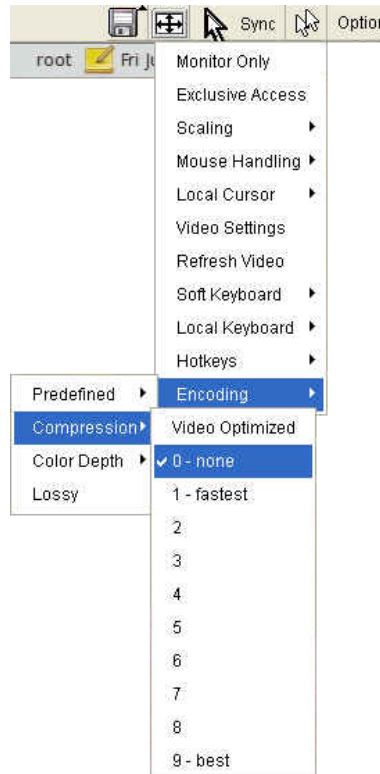 Sync Option
root Fri Ju
Monitor Only
Exclusive Access
Scaling
Mouse Handling
Local Cursor
Video Settings
Refresh Video
Soft Keyboard
Local Keyboard
Hotkeys
Encoding
Predefined
Compression
Color Depth
Lossy
Video Optimized
0 - none
1 - fastest
2
3
4
5
6
7
8
9 - best